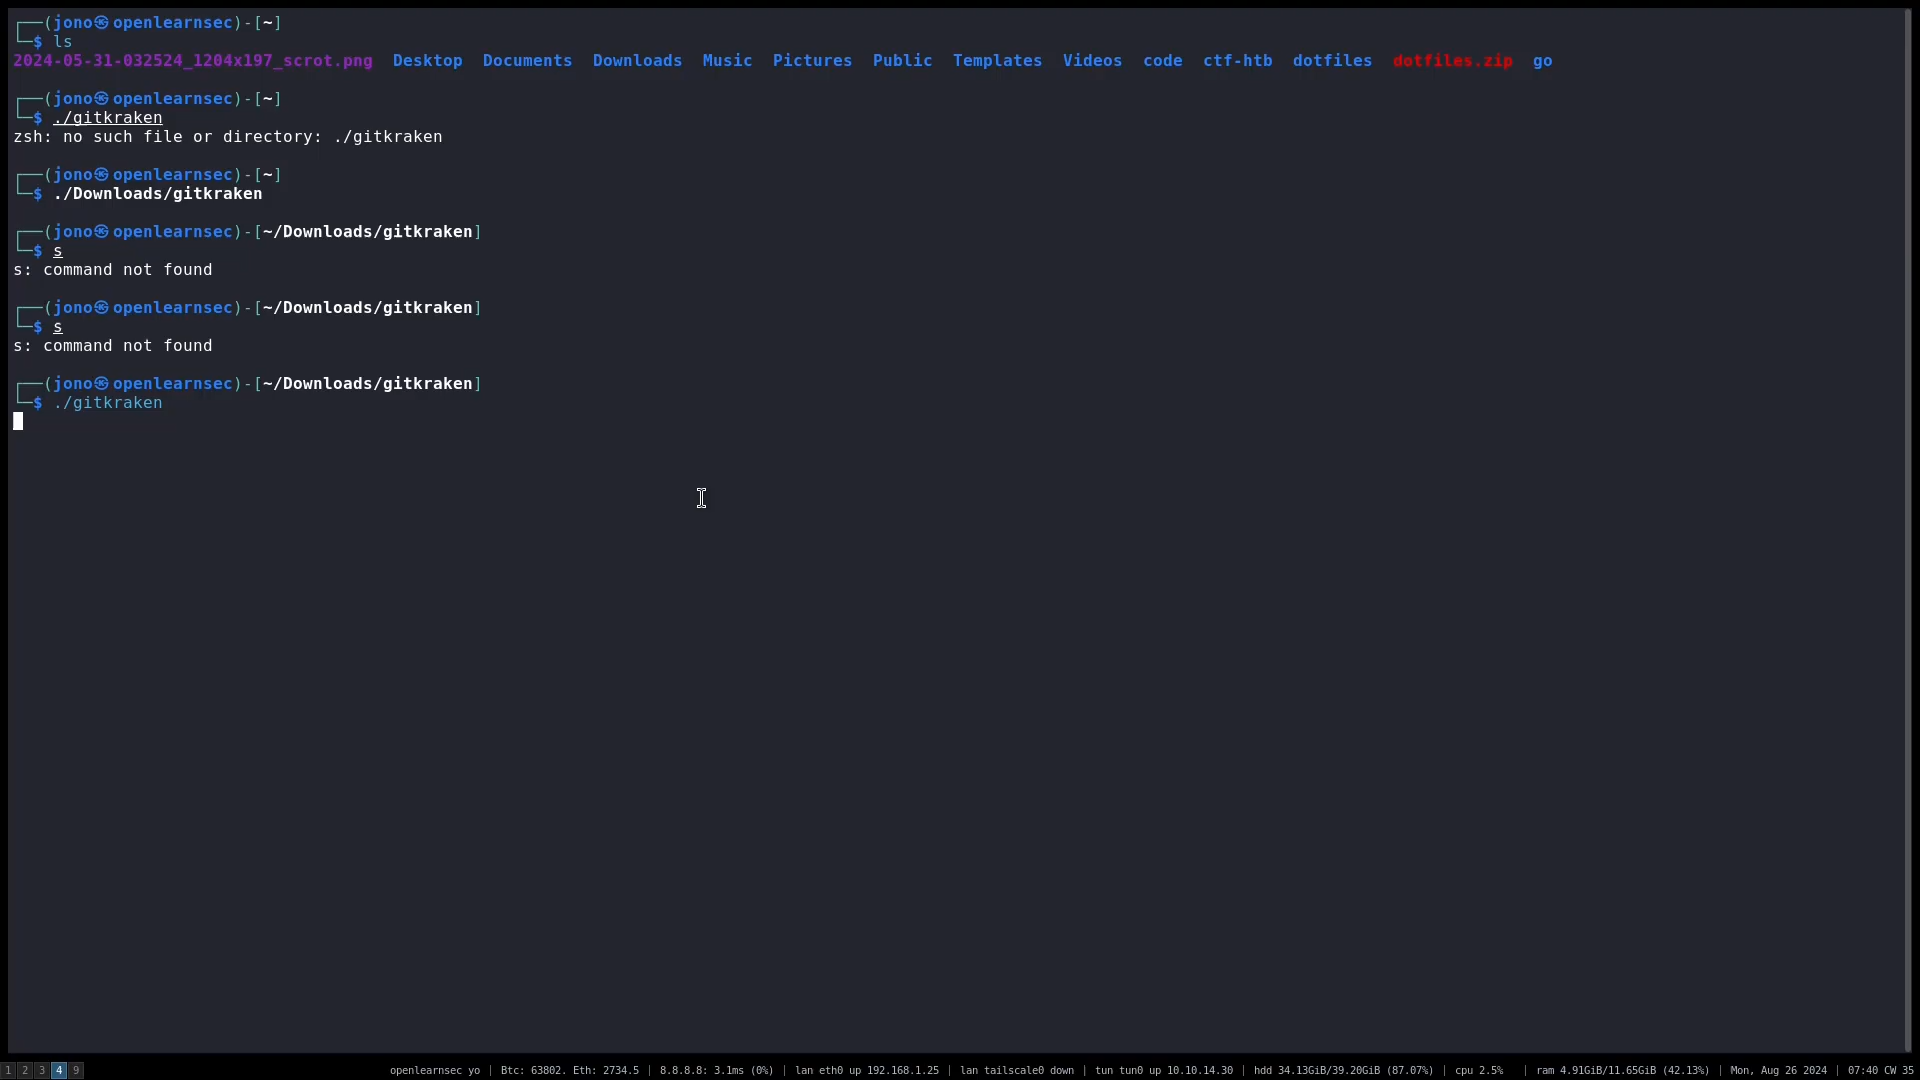 ┌──(jono㉿openlearnsec)-[~]
└─$ ls
2024-05-31-032524_1204x197_scrot.png  Desktop  Documents  Downloads  Music  Pictures  Public  Templates  Videos  code  ctf-htb  dotfiles  dotfiles.zip  go
┌──(jono㉿openlearnsec)-[~]
└─$ ./gitkraken
zsh: no such file or directory: ./gitkraken
┌──(jono㉿openlearnsec)-[~]
└─$ ./Downloads/gitkraken
┌──(jono㉿openlearnsec)-[~/Downloads/gitkraken]
└─$ s
s: command not found
┌──(jono㉿openlearnsec)-[~/Downloads/gitkraken]
└─$ s
s: command not found
┌──(jono㉿openlearnsec)-[~/Downloads/gitkraken]
└─$ ./gitkraken
1 2 3 4 9 openlearnsec yo | Btc: 63802. Eth: 2734.5 | 8.8.8.8: 3.1ms (0%) | lan eth0 up 192.168.1.25 | lan tailscale0 down | tun tun0 up 10.10.14.30 | hdd 34.13GiB/39.20GiB (87.07%) | cpu 2.5% | ram 4.91GiB/11.65GiB (42.13%) | Mon, Aug 26 2024 | 07:40 CW 35